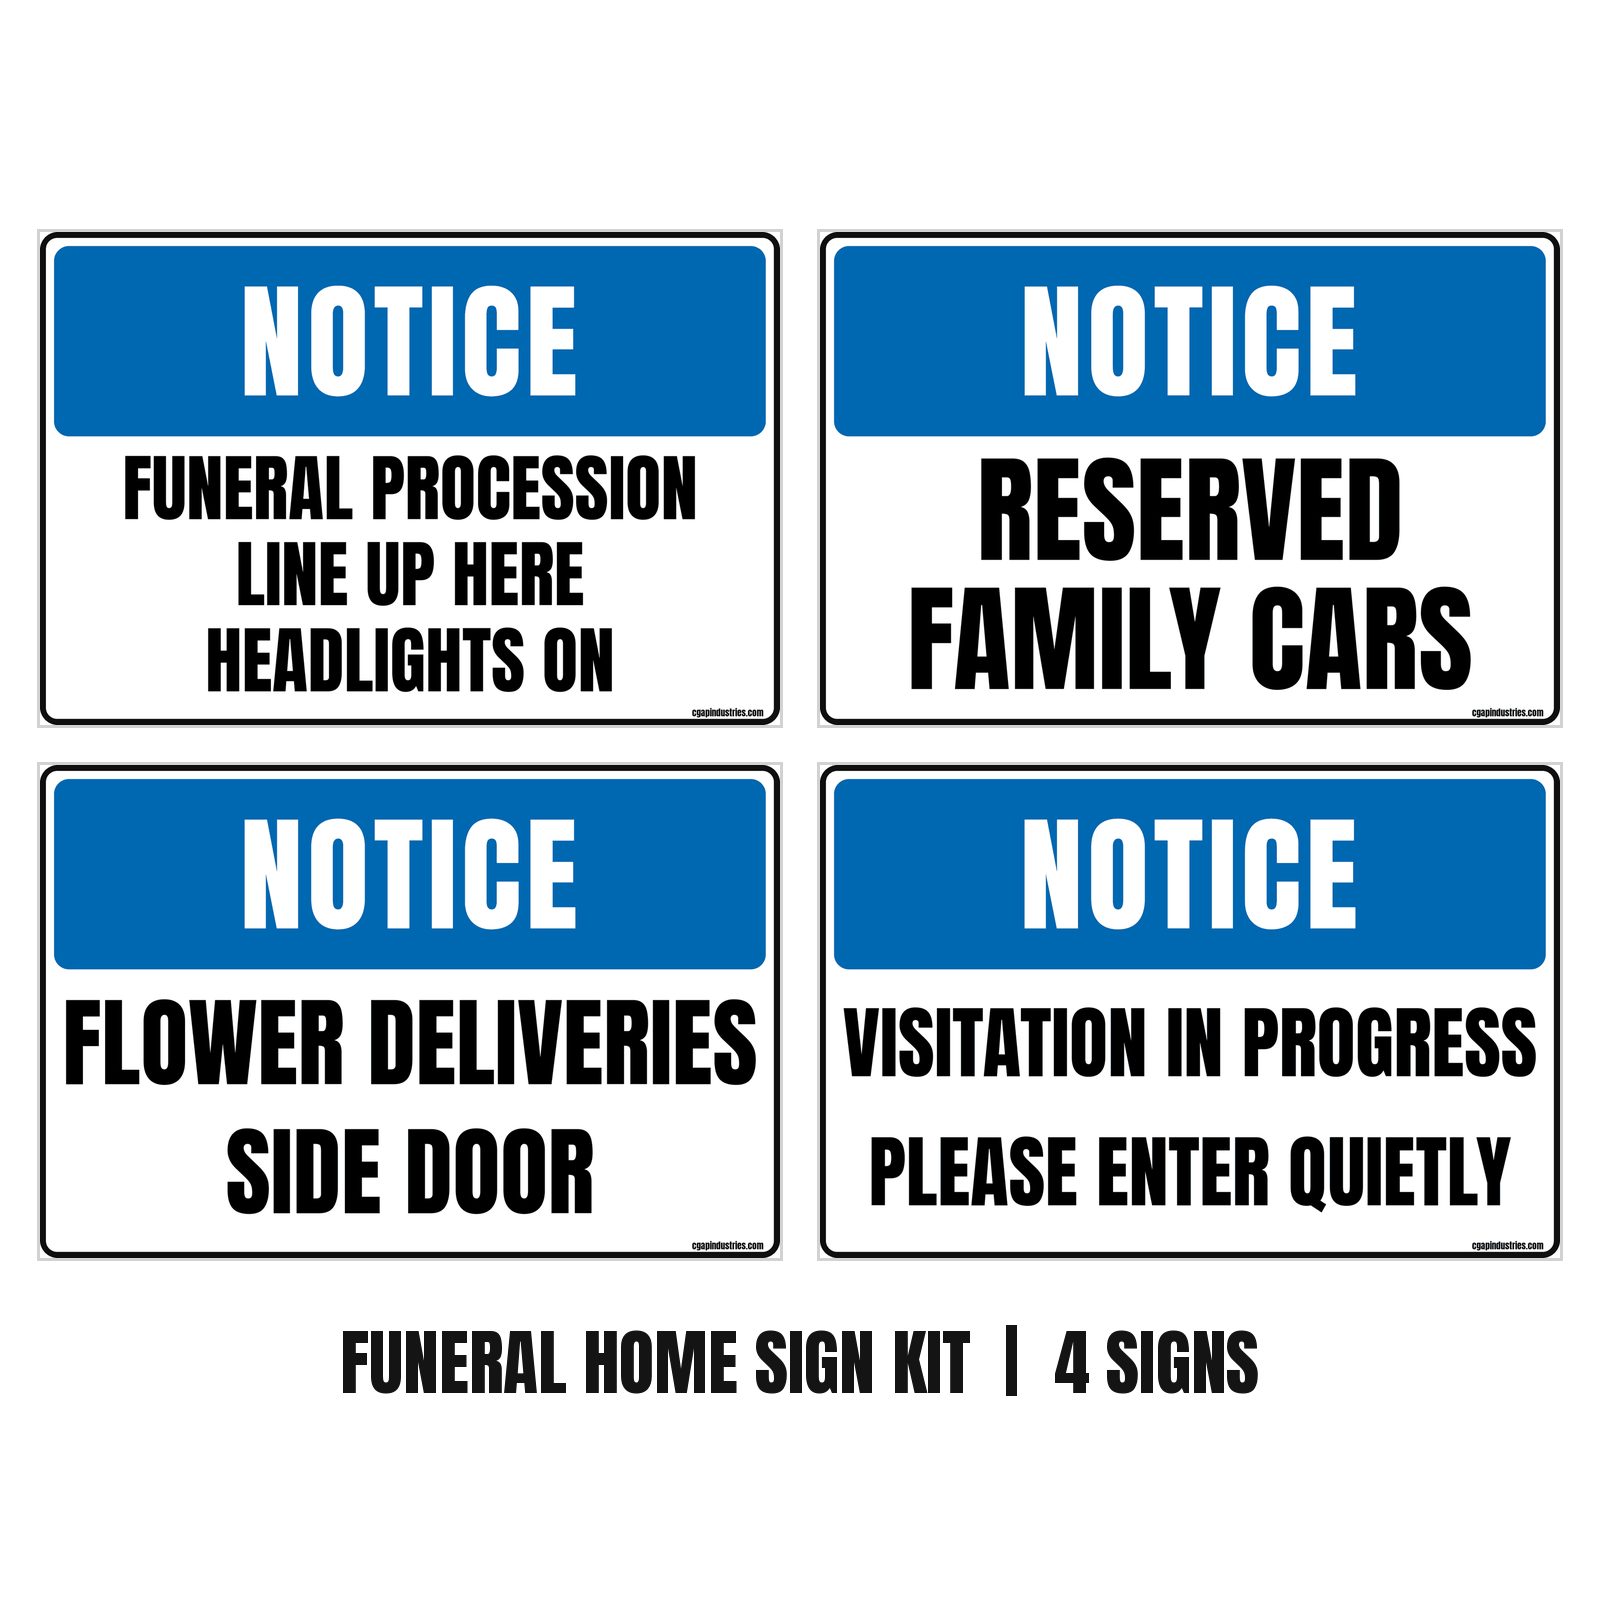 NOTICE
FUNERAL PROCESSION
LINE UP HERE
HEADLIGHTS ON
cgapindustries.com
NOTICE
RESERVED
FAMILY CARS
cgapindustries.com
NOTICE
FLOWER DELIVERIES
SIDE DOOR
cgapindustries.com
NOTICE
VISITATION IN PROGRESS
PLEASE ENTER QUIETLY
cgapindustries.com
FUNERAL HOME SIGN KIT | 4 SIGNS